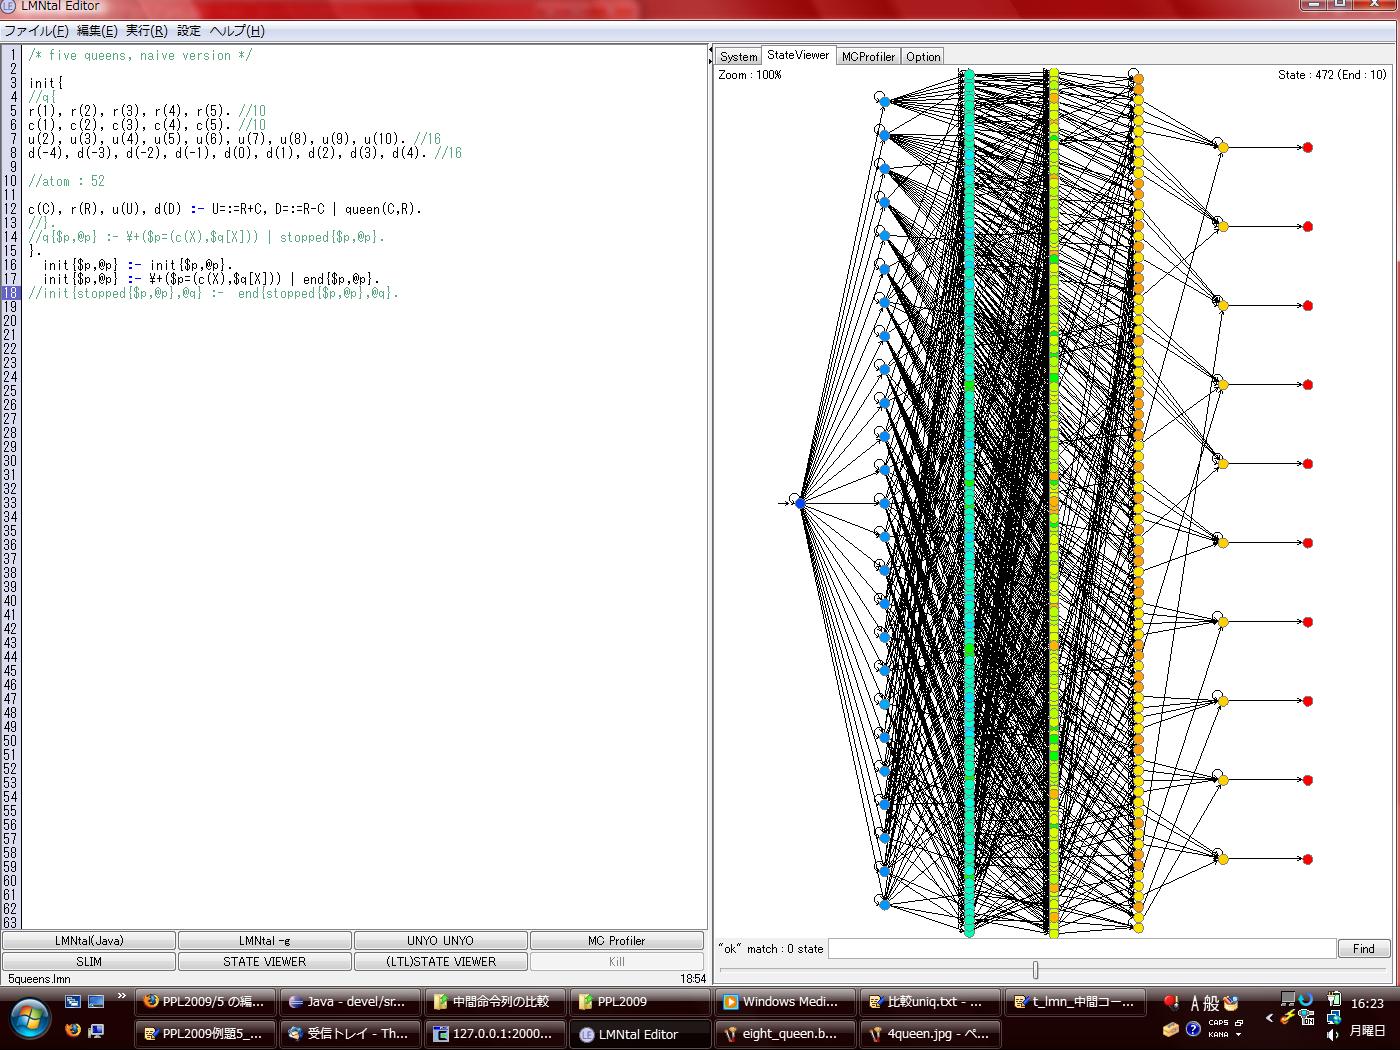 LMNtal Editor
ファイル(F) 編集(E) 実行(R) 設定 ヘルプ(H)
1 /* five queens, naive version */
2
3 init{
4 //q{
5 r(1), r(2), r(3), r(4), r(5). //10
6 c(1), c(2), c(3), c(4), c(5). //10
7 u(2), u(3), u(4), u(5), u(6), u(7), u(8), u(9), u(10). //16
8 d(-4), d(-3), d(-2), d(-1), d(0), d(1), d(2), d(3), d(4). //16
9
10 //atom : 52
11
12 c(C), r(R), u(U), d(D) :- U=:=R+C, D=:=R-C | queen(C,R).
13 //}.
14 //q{$p,@p} :- ¥+($p=(c(X),$q[X])) | stopped{$p,@p}.
15 }.
16 init{$p,@p} :- init{$p,@p}.
17 init{$p,@p} :- ¥+($p=(c(X),$q[X])) | end{$p,@p}.
18 //init{stopped{$p,@p},@q} :- end{stopped{$p,@p},@q}.
19
20
21
22
23
24
25
26
27
28
29
30
31
32
33
34
35
36
37
38
39
40
41
42
43
44
45
46
47
48
49
50
51
52
53
54
55
56
57
58
59
60
61
62
63
LMNtal(Java) LMNtal -g UNYO UNYO MC Profiler
SLIM STATE VIEWER (LTL)STATE VIEWER Kill
5queens.lmn 18:54
System StateViewer MCProfiler Option
Zoom : 100% State : 472 (End : 10)
"ok" match : 0 state Find
PPL2009/5 の編... Java - devel/sr... 中間命令列の比較 PPL2009 Windows Medi... 比較uniq.txt - ... t_lmn_中間コー... A 般 CAPS KANA 16:23
PPL2009例題5_... 受信トレイ - Th... 127.0.0.1:2000... LMNtal Editor eight_queen.b... 4queen.jpg - ペ... 月曜日